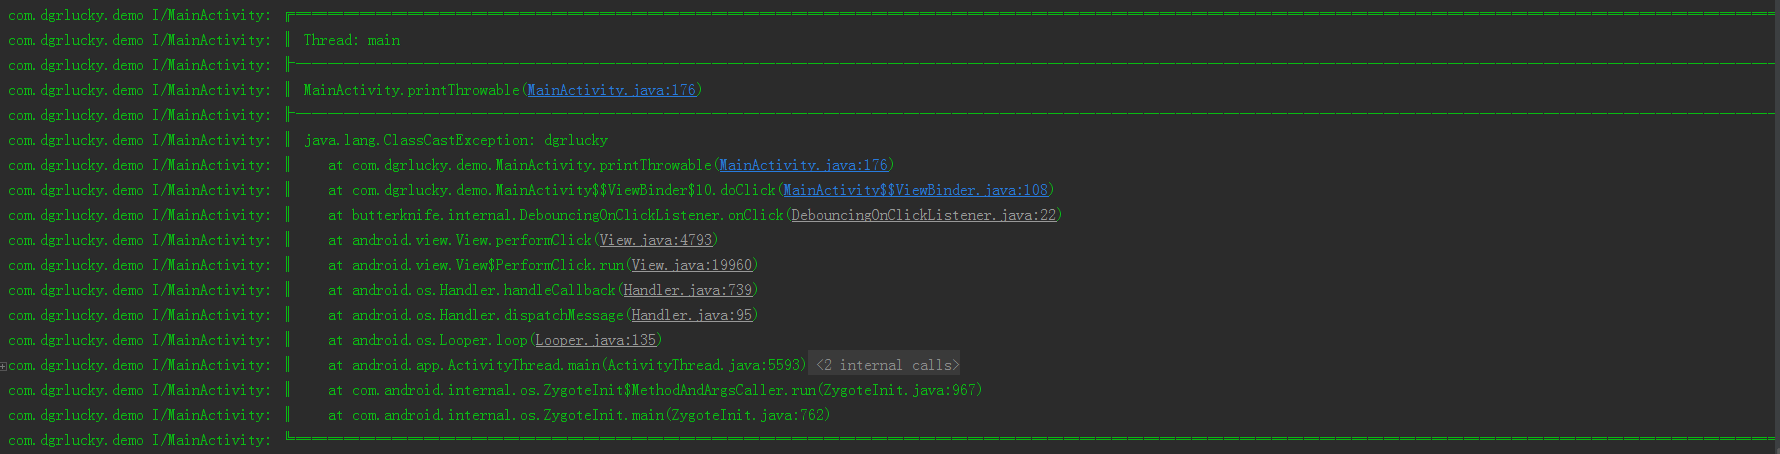 com.dgrlucky.demo I/MainActivity: ╔════════════════════════════════════════════════════════════
com.dgrlucky.demo I/MainActivity: ║ Thread: main
com.dgrlucky.demo I/MainActivity: ╟────────────────────────────────────────────────────────────
com.dgrlucky.demo I/MainActivity: ║ MainActivity.printThrowable(MainActivity.java:176)
com.dgrlucky.demo I/MainActivity: ╟────────────────────────────────────────────────────────────
com.dgrlucky.demo I/MainActivity: ║ java.lang.ClassCastException: dgrlucky
com.dgrlucky.demo I/MainActivity: ║    at com.dgrlucky.demo.MainActivity.printThrowable(MainActivity.java:176)
com.dgrlucky.demo I/MainActivity: ║    at com.dgrlucky.demo.MainActivity$$ViewBinder$10.doClick(MainActivity$$ViewBinder.java:108)
com.dgrlucky.demo I/MainActivity: ║    at butterknife.internal.DebouncingOnClickListener.onClick(DebouncingOnClickListener.java:22)
com.dgrlucky.demo I/MainActivity: ║    at android.view.View.performClick(View.java:4793)
com.dgrlucky.demo I/MainActivity: ║    at android.view.View$PerformClick.run(View.java:19960)
com.dgrlucky.demo I/MainActivity: ║    at android.os.Handler.handleCallback(Handler.java:739)
com.dgrlucky.demo I/MainActivity: ║    at android.os.Handler.dispatchMessage(Handler.java:95)
com.dgrlucky.demo I/MainActivity: ║    at android.os.Looper.loop(Looper.java:135)
com.dgrlucky.demo I/MainActivity: ║    at android.app.ActivityThread.main(ActivityThread.java:5593) <2 internal calls>
com.dgrlucky.demo I/MainActivity: ║    at com.android.internal.os.ZygoteInit$MethodAndArgsCaller.run(ZygoteInit.java:967)
com.dgrlucky.demo I/MainActivity: ║    at com.android.internal.os.ZygoteInit.main(ZygoteInit.java:762)
com.dgrlucky.demo I/MainActivity: ╚════════════════════════════════════════════════════════════